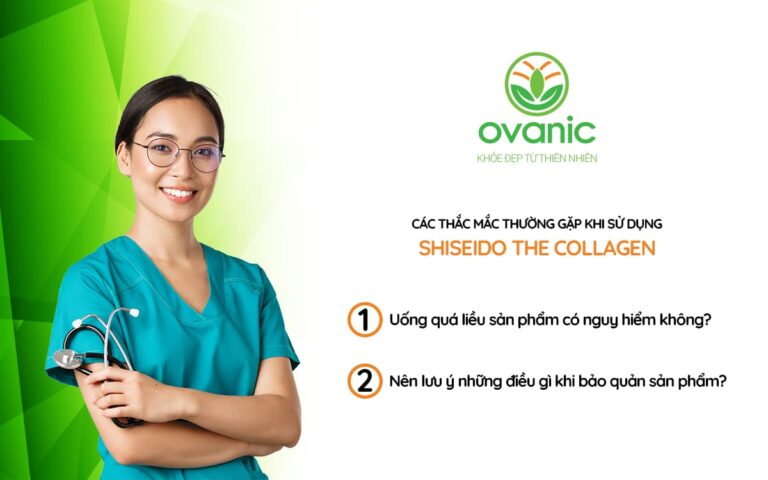 ovanic
KHỎE ĐẸP TỪ THIÊN NHIÊN
CÁC THẮC MẮC THƯỜNG GẶP KHI SỬ DỤNG
SHISEIDO THE COLLAGEN
1 Uống quá liều sản phẩm có nguy hiểm không?
2 Nên lưu ý những điều gì khi bảo quản sản phẩm?